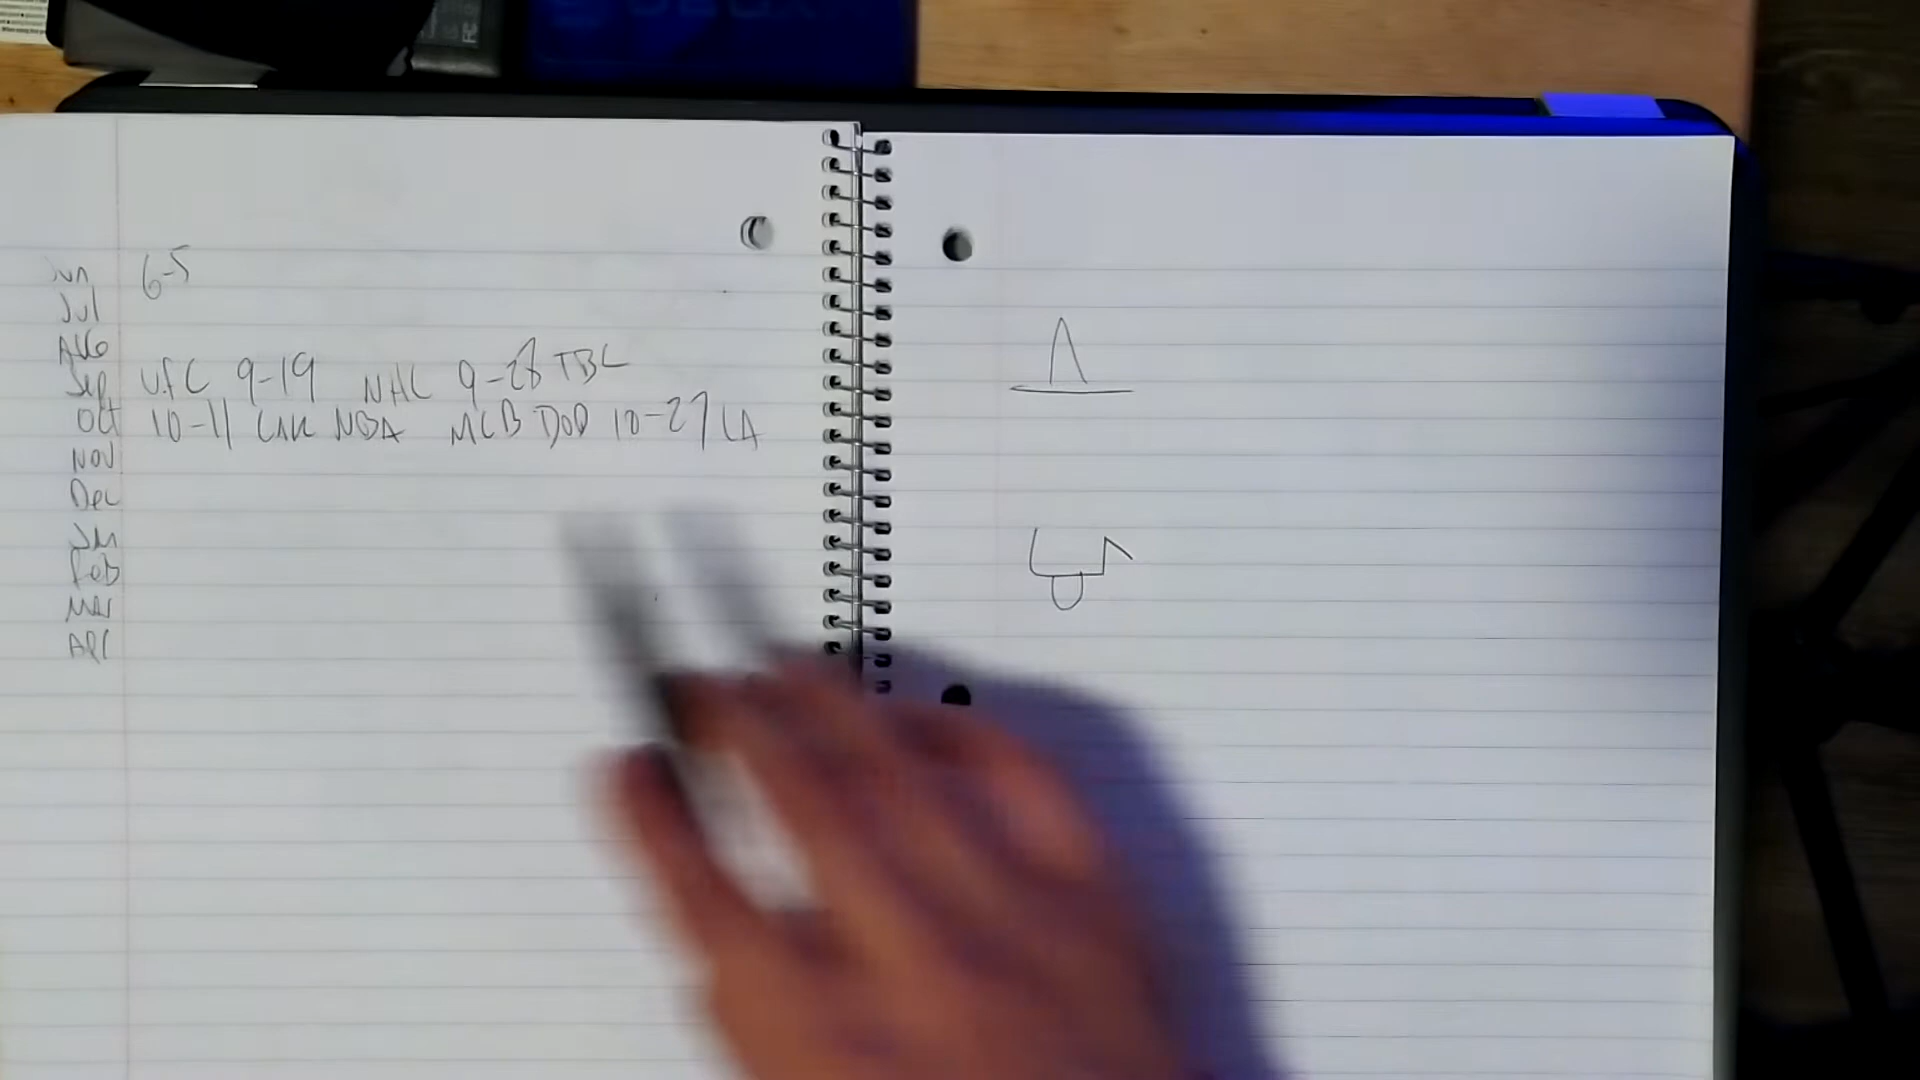 Jun 6-5
Jul
AUG
Sep UFC 9-19 NHL 9-28 TBL
Oct 10-11 LAK NBA MLB DOD 10-27 LA
NOV
Dec
Jan
Feb
MAR
APR